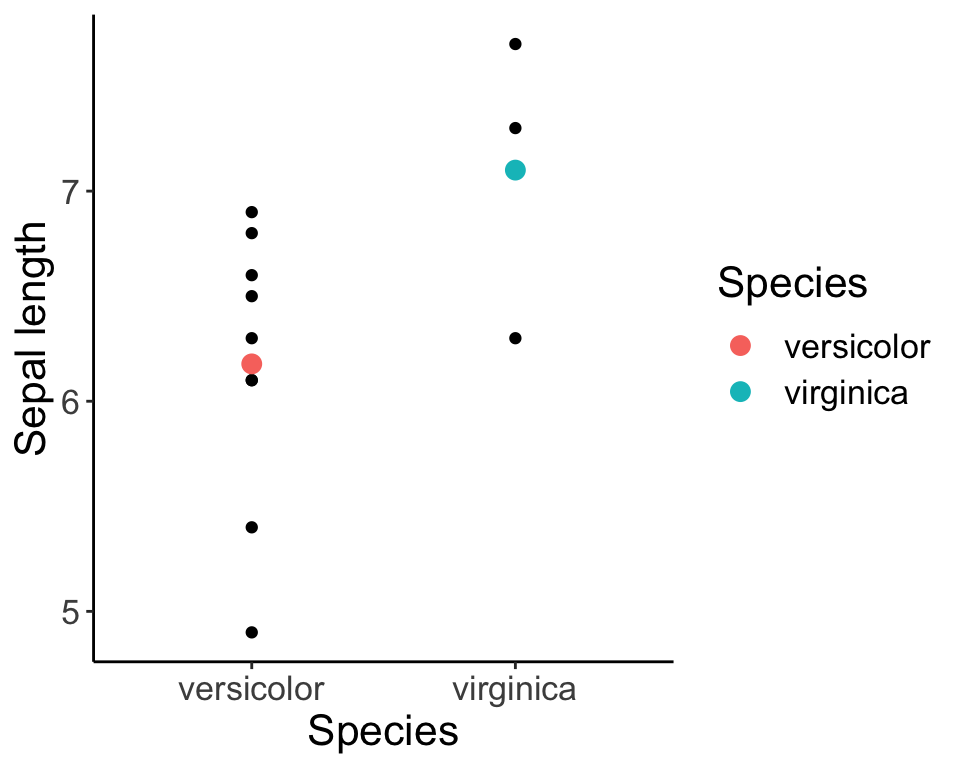 Sepal length
7
6
5
versicolor virginica
Species
Species
versicolor
virginica